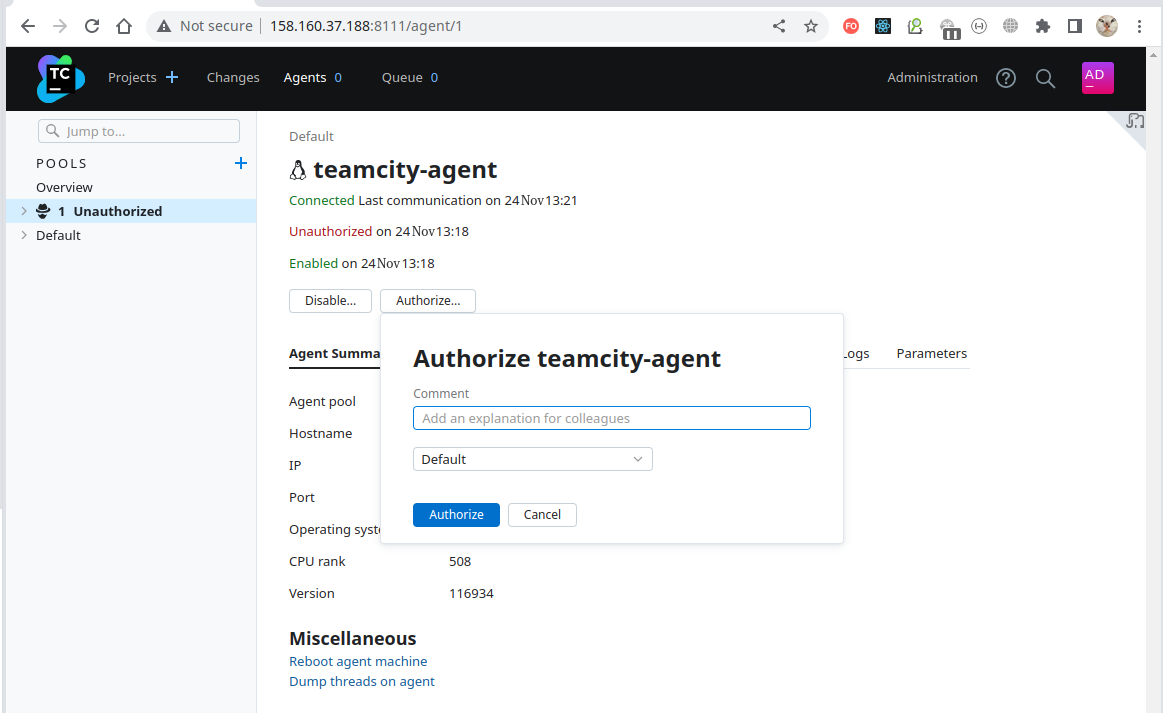 Not secure 158.160.37.188:8111/agent/1
FO
TC
Projects Changes Agents 0 Queue 0 Administration AD
Jump to...
POOLS
Overview
1 Unauthorized
Default
Default
teamcity-agent
Connected Last communication on 24 Nov 13:21
Unauthorized on 24 Nov 13:18
Enabled on 24 Nov 13:18
Disable... Authorize...
Authorize teamcity-agent
Comment
Add an explanation for colleagues
Default
Authorize Cancel
Agent Summa Logs Parameters
Agent pool
Hostname
IP
Port
Operating syst
CPU rank 508
Version 116934
Miscellaneous
Reboot agent machine
Dump threads on agent